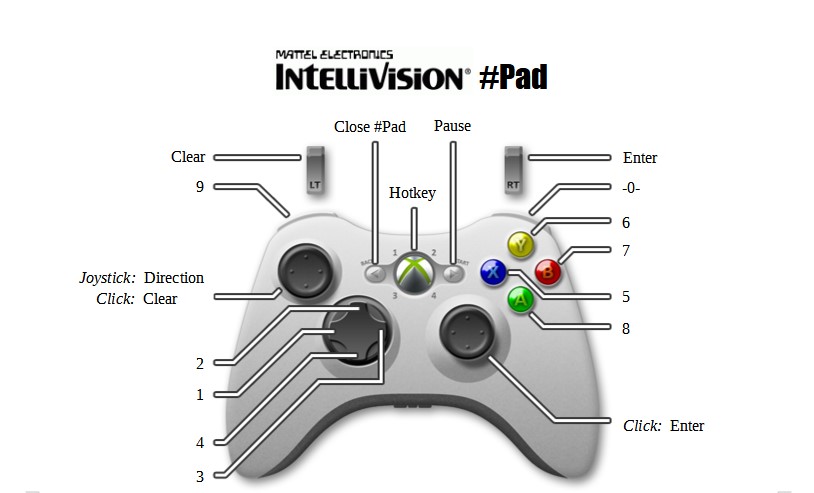 MATTEL ELECTRONICS
INTELLIVISION® #Pad
Close #Pad
Pause
Clear
Enter
LT
RT
9
-0-
Hotkey
6
Y
7
1
2
BACK
START
X
B
Joystick: Direction
Click: Clear
3
4
5
A
8
2
1
4
Click: Enter
3